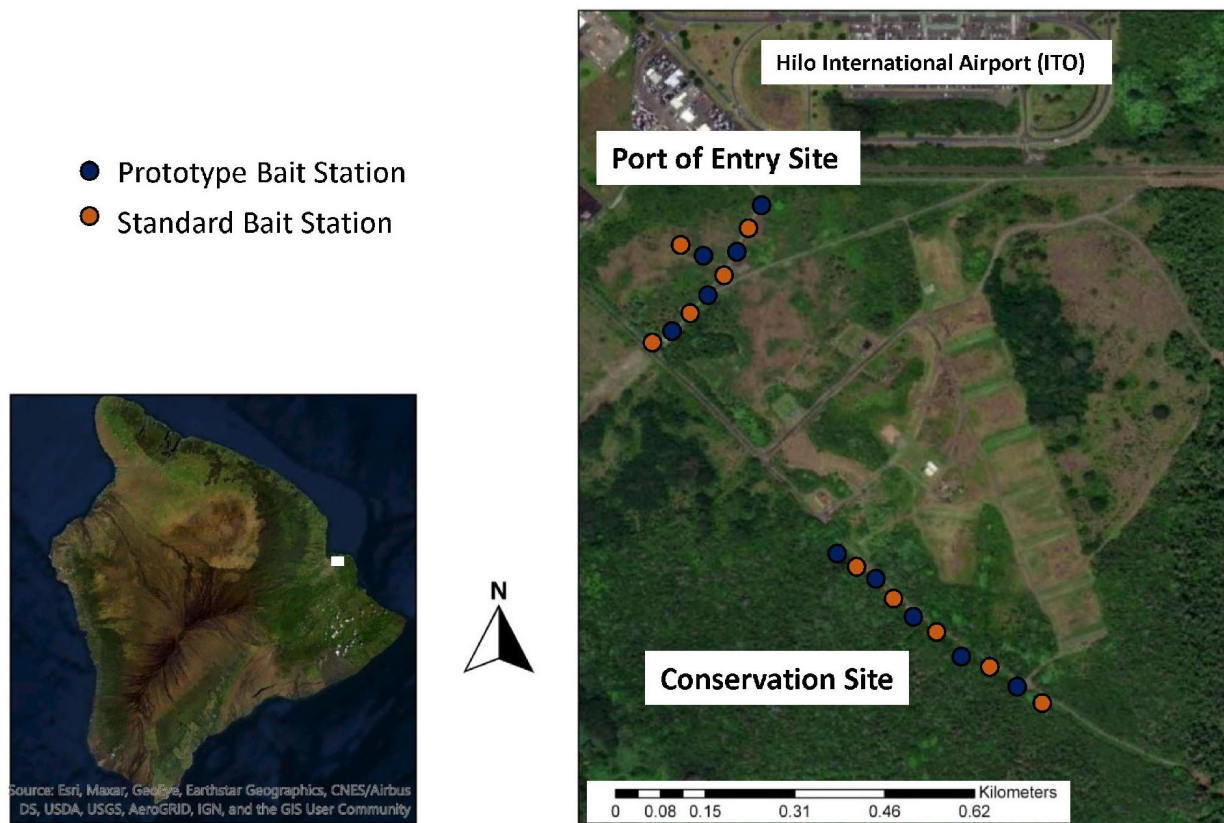 Hilo International Airport (ITO)
Port of Entry Site
Prototype Bait Station
Standard Bait Station
N
Conservation Site
Source: Esri, Maxar, GeoEye, Earthstar Geographics, CNES/Airbus
DS, USDA, USGS, AeroGRID, IGN, and the GIS User Community
Kilometers
0 0.08 0.15 0.31 0.46 0.62